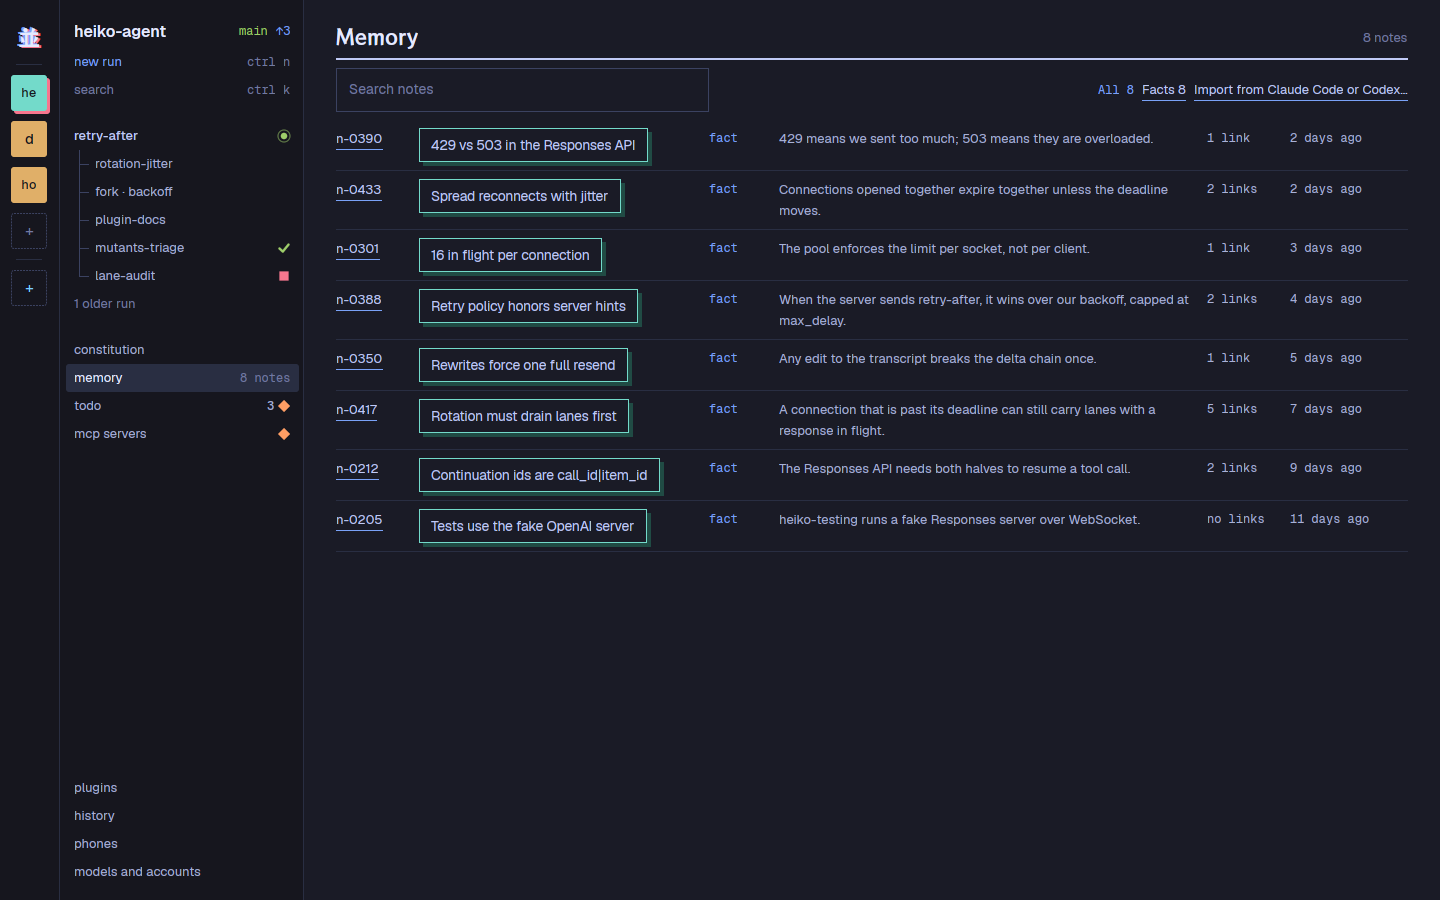 heiko-agent main ↑3
new run ctrl n
search ctrl k
retry-after
rotation-jitter
fork · backoff
plugin-docs
mutants-triage
lane-audit
1 older run
constitution
memory 8 notes
todo 3
mcp servers
plugins
history
phones
models and accounts
he
d
ho
+
+
Memory 8 notes
Search notes All 8 Facts 8 Import from Claude Code or Codex…
n-0390 429 vs 503 in the Responses API fact 429 means we sent too much; 503 means they are overloaded. 1 link 2 days ago
n-0433 Spread reconnects with jitter fact Connections opened together expire together unless the deadline 2 links 2 days ago
moves.
n-0301 16 in flight per connection fact The pool enforces the limit per socket, not per client. 1 link 3 days ago
n-0388 Retry policy honors server hints fact When the server sends retry-after, it wins over our backoff, capped at 2 links 4 days ago
max_delay.
n-0350 Rewrites force one full resend fact Any edit to the transcript breaks the delta chain once. 1 link 5 days ago
n-0417 Rotation must drain lanes first fact A connection that is past its deadline can still carry lanes with a 5 links 7 days ago
response in flight.
n-0212 Continuation ids are call_id|item_id fact The Responses API needs both halves to resume a tool call. 2 links 9 days ago
n-0205 Tests use the fake OpenAI server fact heiko-testing runs a fake Responses server over WebSocket. no links 11 days ago